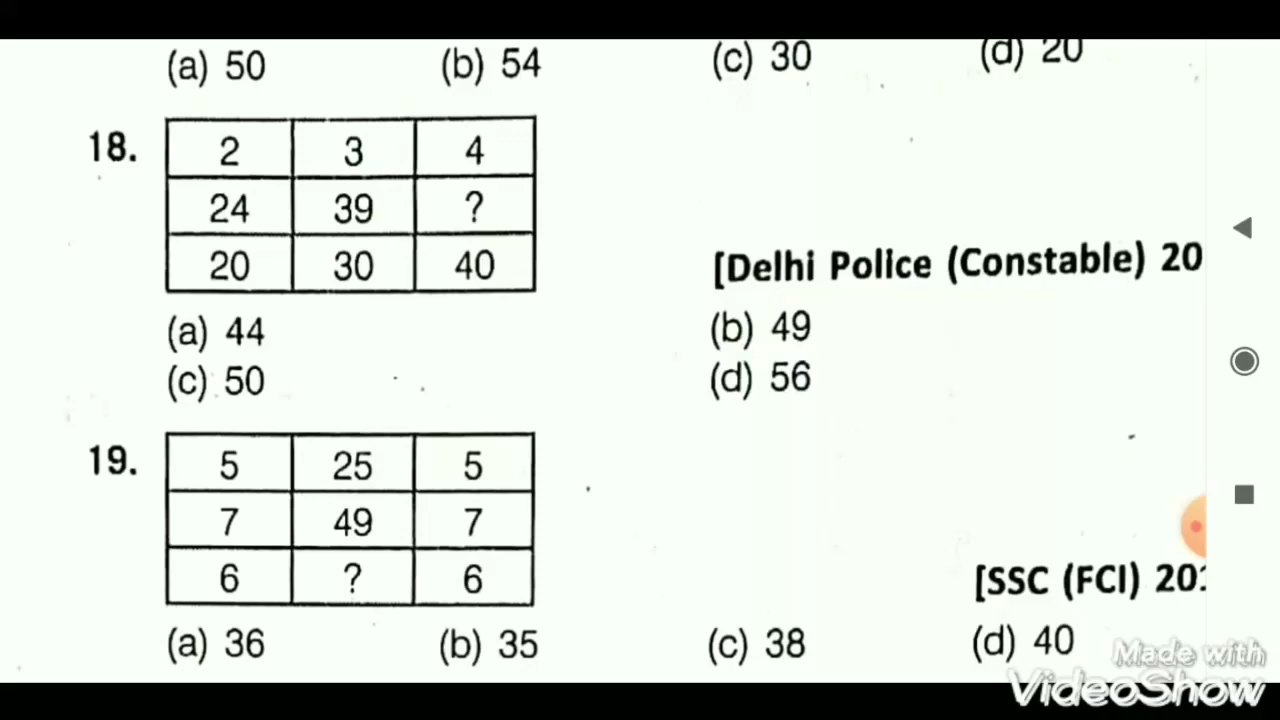 (a) 50 (b) 54 (c) 30 (d) 20
18. 2 3 4
24 39 ?
20 30 40
[Delhi Police (Constable) 20
(a) 44 (b) 49
(c) 50 (d) 56
19. 5 25 5
7 49 7
6 ? 6
[SSC (FCI) 201
(a) 36 (b) 35 (c) 38 (d) 40
Made with
VideoShow